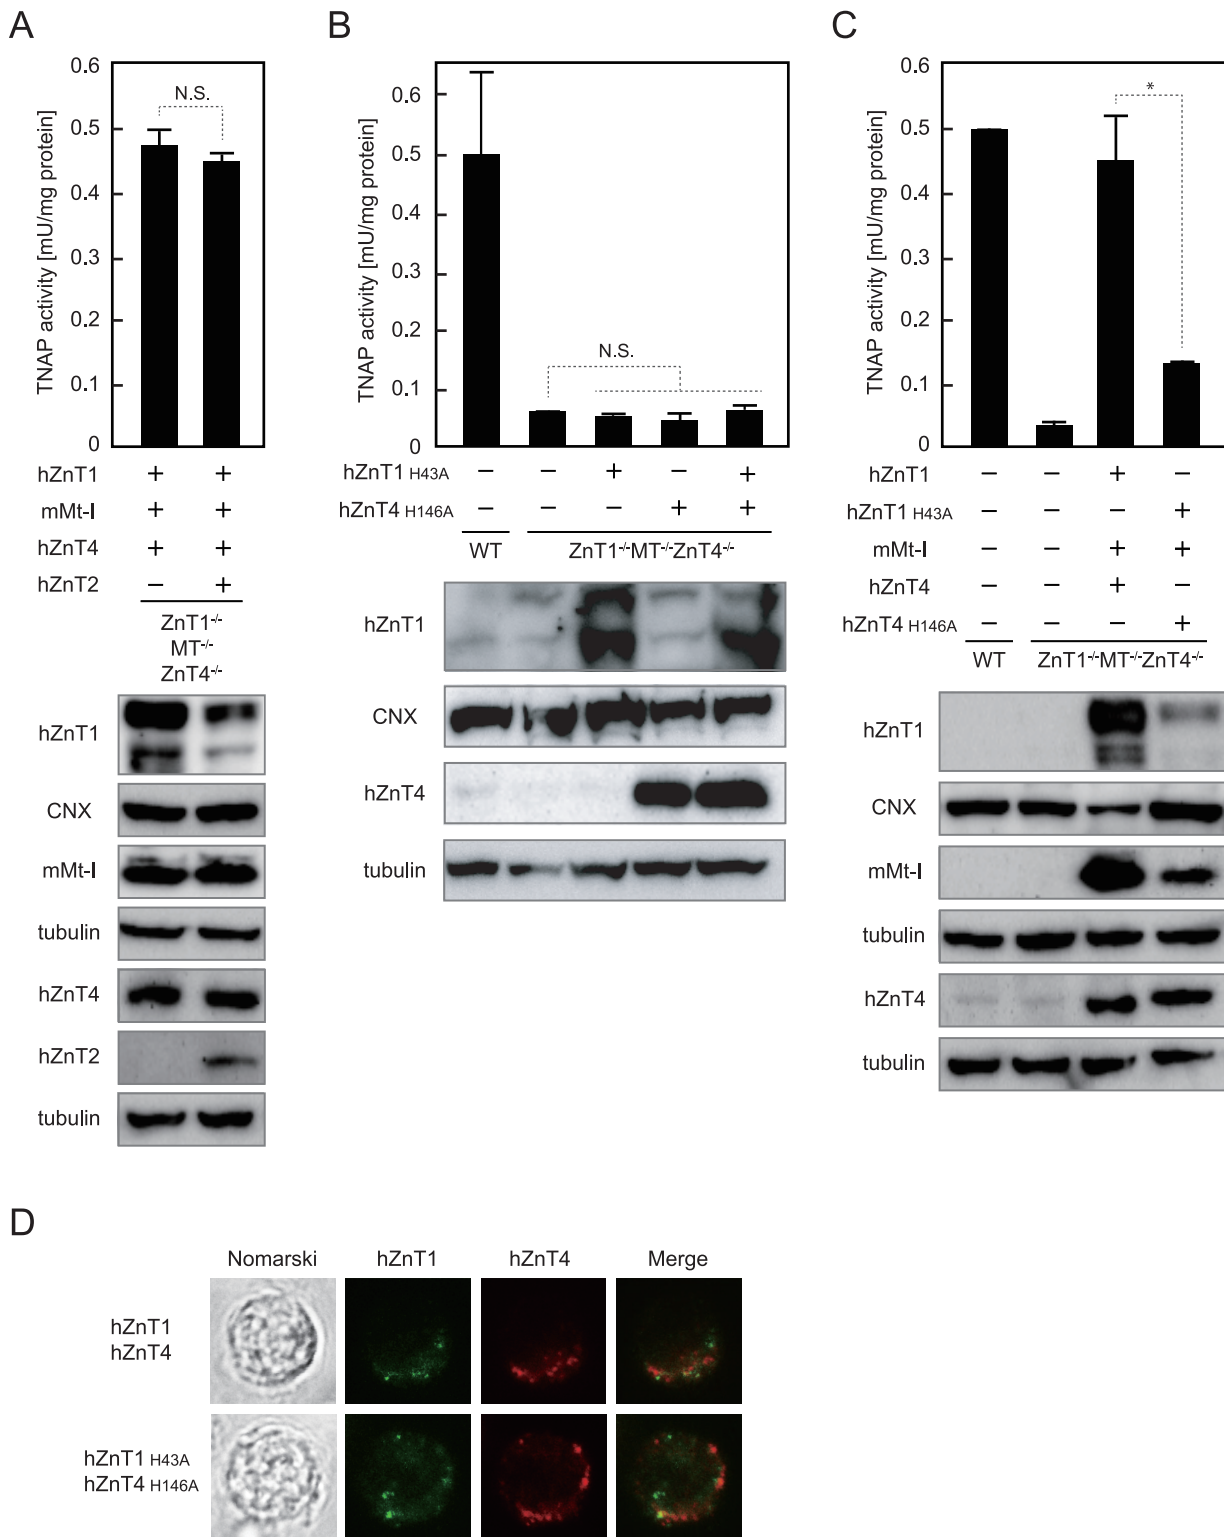 A
TNAP activity [mU/mg protein]
0.6
0.5
0.4
0.3
0.2
0.1
0
N.S.
hZnT1 + +
mMt-I + +
hZnT4 + +
hZnT2 − +
ZnT1-/-
MT-/-
ZnT4-/-
hZnT1
CNX
mMt-I
tubulin
hZnT4
hZnT2
tubulin
B
TNAP activity [mU/mg protein]
0.6
0.5
0.4
0.3
0.2
0.1
0
N.S.
hZnT1 H43A − − + − +
hZnT4 H146A − − − + +
WT ZnT1-/-MT-/-ZnT4-/-
hZnT1
CNX
hZnT4
tubulin
C
TNAP activity [mU/mg protein]
0.6
0.5
0.4
0.3
0.2
0.1
0
*
hZnT1 − − + −
hZnT1 H43A − − − +
mMt-I − − + +
hZnT4 − − + −
hZnT4 H146A − − − +
WT ZnT1-/-MT-/-ZnT4-/-
hZnT1
CNX
mMt-I
tubulin
hZnT4
tubulin
D
Nomarski hZnT1 hZnT4 Merge
hZnT1
hZnT4
hZnT1 H43A
hZnT4 H146A